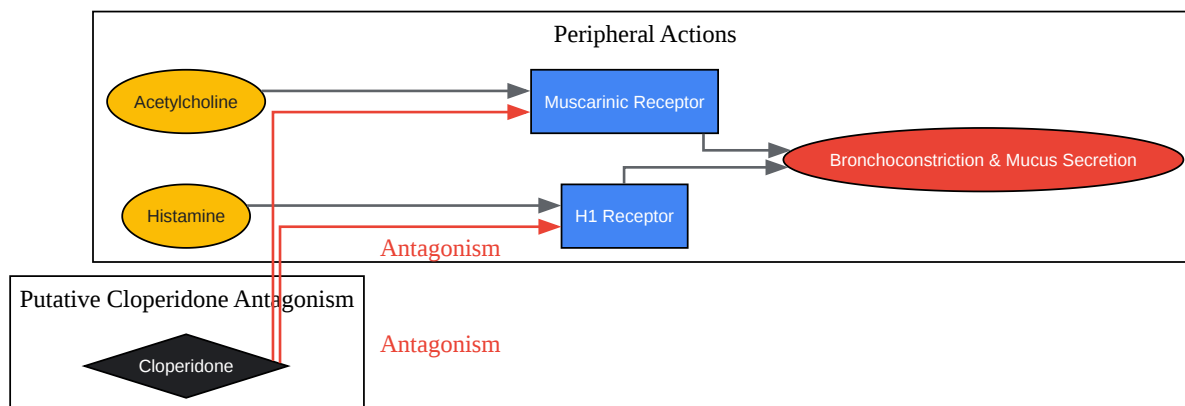 Peripheral Actions
Acetylcholine
Muscarinic Receptor
Bronchoconstriction & Mucus Secretion
Histamine
H1 Receptor
Antagonism
Putative Cloperidone Antagonism
Antagonism
Cloperidone